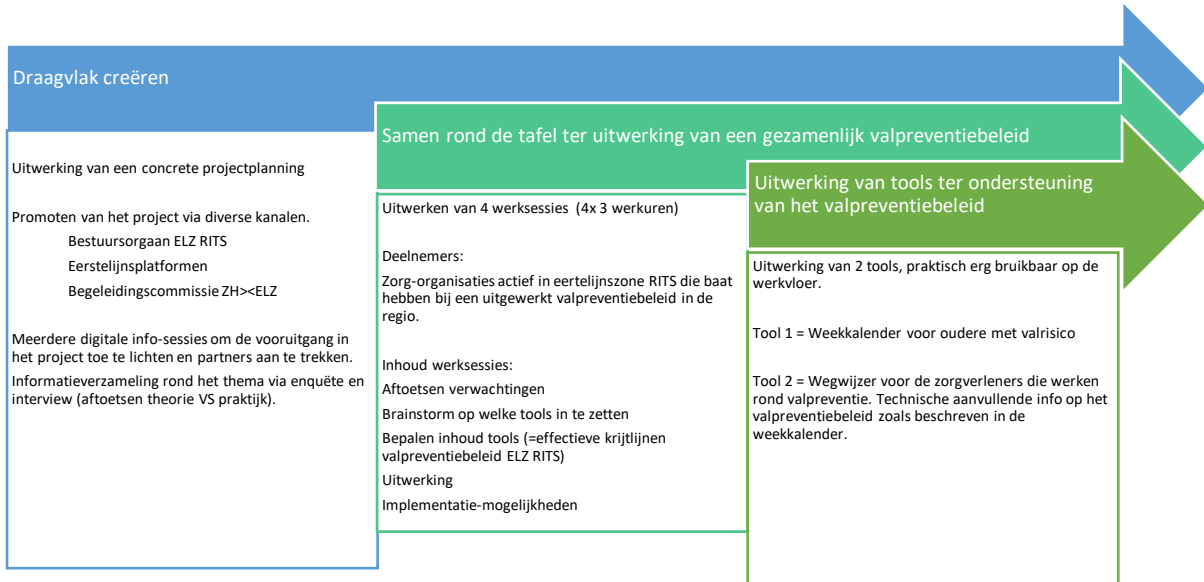 Draagvlak creëren
Uitwerking van een concrete projectplanning
Promoten van het project via diverse kanalen.
Bestuursorgaan ELZ RITS
Eerstelijnsplatformen
Begeleidingscommissie ZH><ELZ
Meerdere digitale info-sessies om de vooruitgang in
het project toe te lichten en partners aan te trekken.
Informatieverzameling rond het thema via enquête en
interview (aftoetsen theorie VS praktijk).
Samen rond de tafel ter uitwerking van een gezamenlijk valpreventiebeleid
Uitwerken van 4 werksessies (4x 3 werkuren)
Deelnemers:
Zorg-organisaties actief in eertelijnszone RITS die baat
hebben bij een uitgewerkt valpreventiebeleid in de
regio.
Inhoud werksessies:
Aftoetsen verwachtingen
Brainstorm op welke tools in te zetten
Bepalen inhoud tools (=effectieve krijtlijnen
valpreventiebeleid ELZ RITS)
Uitwerking
Implementatie-mogelijkheden
Uitwerking van tools ter ondersteuning
van het valpreventiebeleid
Uitwerking van 2 tools, praktisch erg bruikbaar op de
werkvloer.
Tool 1 = Weekkalender voor oudere met valrisico
Tool 2 = Wegwijzer voor de zorgverleners die werken
rond valpreventie. Technische aanvullende info op het
valpreventiebeleid zoals beschreven in de
weekkalender.